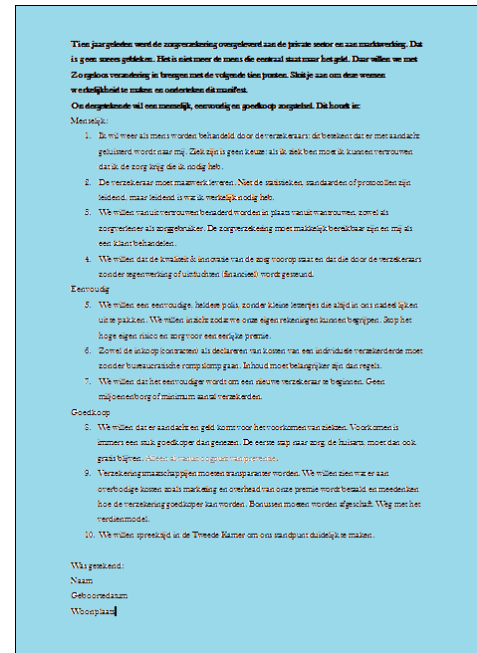 Tien jaar geleden werd de zorgverzekering overgeleverd aan de private sector en aan marktwerking. Dat
is geen succes gebleken. Het is niet meer de mens die centraal staat maar het geld. Daar willen we met
Zorgeloos verandering in brengen met de volgende tien punten. Sluit je aan om deze wensen
werkelijkheid te maken en onderteken dit manifest.
Ondergetekende wil een menselijk, eenvoudig en goedkoop zorgstelsel. Dit houdt in:
Menselijk:
1. Ik wil weer als mens worden behandeld door de verzekeraars: dit betekent dat er met aandacht
geluisterd wordt naar mij. Ziek zijn is geen keuze: als ik ziek ben moet ik kunnen vertrouwen
dat ik de zorg krijg die ik nodig heb.
2. De verzekeraar moet maatwerk leveren. Niet de statistieken, standaarden of protocollen zijn
leidend, maar leidend is wat ik werkelijk nodig heb.
3. We willen vanuit vertrouwen benaderd worden in plaats van uit wantrouwen, zowel als
zorgverlener als zorggebruiker. De zorgverzekering moet makkelijk bereikbaar zijn en mij als
een klant behandelen.
4. We willen dat de kwaliteit & innovatie van de zorg voorop staat en dat die door de verzekeraars
zonder tegenwerking of uitvluchten (financieel) wordt gesteund.
Eenvoudig
5. We willen een eenvoudige, heldere polis, zonder kleine lettertjes die altijd in ons nadeel lijken
uit te pakken. We willen inzicht zodat we onze eigen rekeningen kunnen begrijpen. Stop het
hoge eigen risico en zorg voor een eerlijke premie.
6. Zowel de inkoop (contracten) als declareren van kosten van een individuele verzekerde moet
zonder bureaucratische rompslomp gaan. Inhoud moet belangrijker zijn dan regels.
7. We willen dat het eenvoudiger wordt om een nieuwe verzekeraar te beginnen. Geen
miljoenenborg of minimum aantal verzekerden.
Goedkoop
8. We willen dat er aandacht en geld komt voor het voorkomen van ziekten. Voorkomen is
immers een stuk goedkoper dan genezen. De eerste stap naar zorg, de huisarts, moet dan ook
gratis blijven.
9. Verzekeringsmaatschappijen moeten transparanter worden. We willen zien wat er aan
overbodige kosten zoals marketing en overhead van onze premie wordt betaald en meedenken
hoe de verzekering goedkoper kan worden. Bonussen moeten worden afgeschaft. Weg met het
verdienmodel.
10. We willen spreektijd in de Tweede Kamer om ons standpunt duidelijk te maken.
Was getekend:
Naam
Geboortedatum
Woonplaats